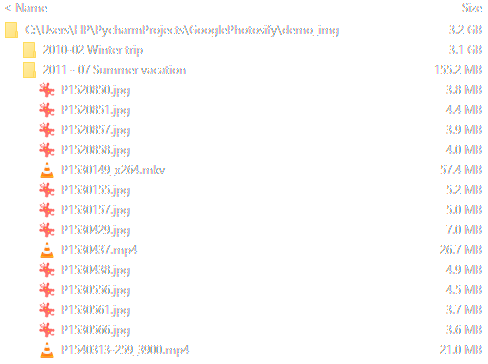 < Name Size
C:\Users\HP\PycharmProjects\GooglePhotosify\demo_img 3.2 GB
2010-02 Winter trip 3.1 GB
2011 - 07 Summer vacation 155.2 MB
P1520850.jpg 3.8 MB
P1520851.jpg 4.4 MB
P1520857.jpg 3.9 MB
P1520858.jpg 4.0 MB
P1530149_x264.mkv 57.4 MB
P1530155.jpg 5.2 MB
P1530157.jpg 5.0 MB
P1530429.jpg 7.0 MB
P1530437.mp4 26.7 MB
P1530438.jpg 4.9 MB
P1530556.jpg 4.5 MB
P1530561.jpg 3.7 MB
P1530566.jpg 3.6 MB
P1540313-259_3900.mp4 21.0 MB